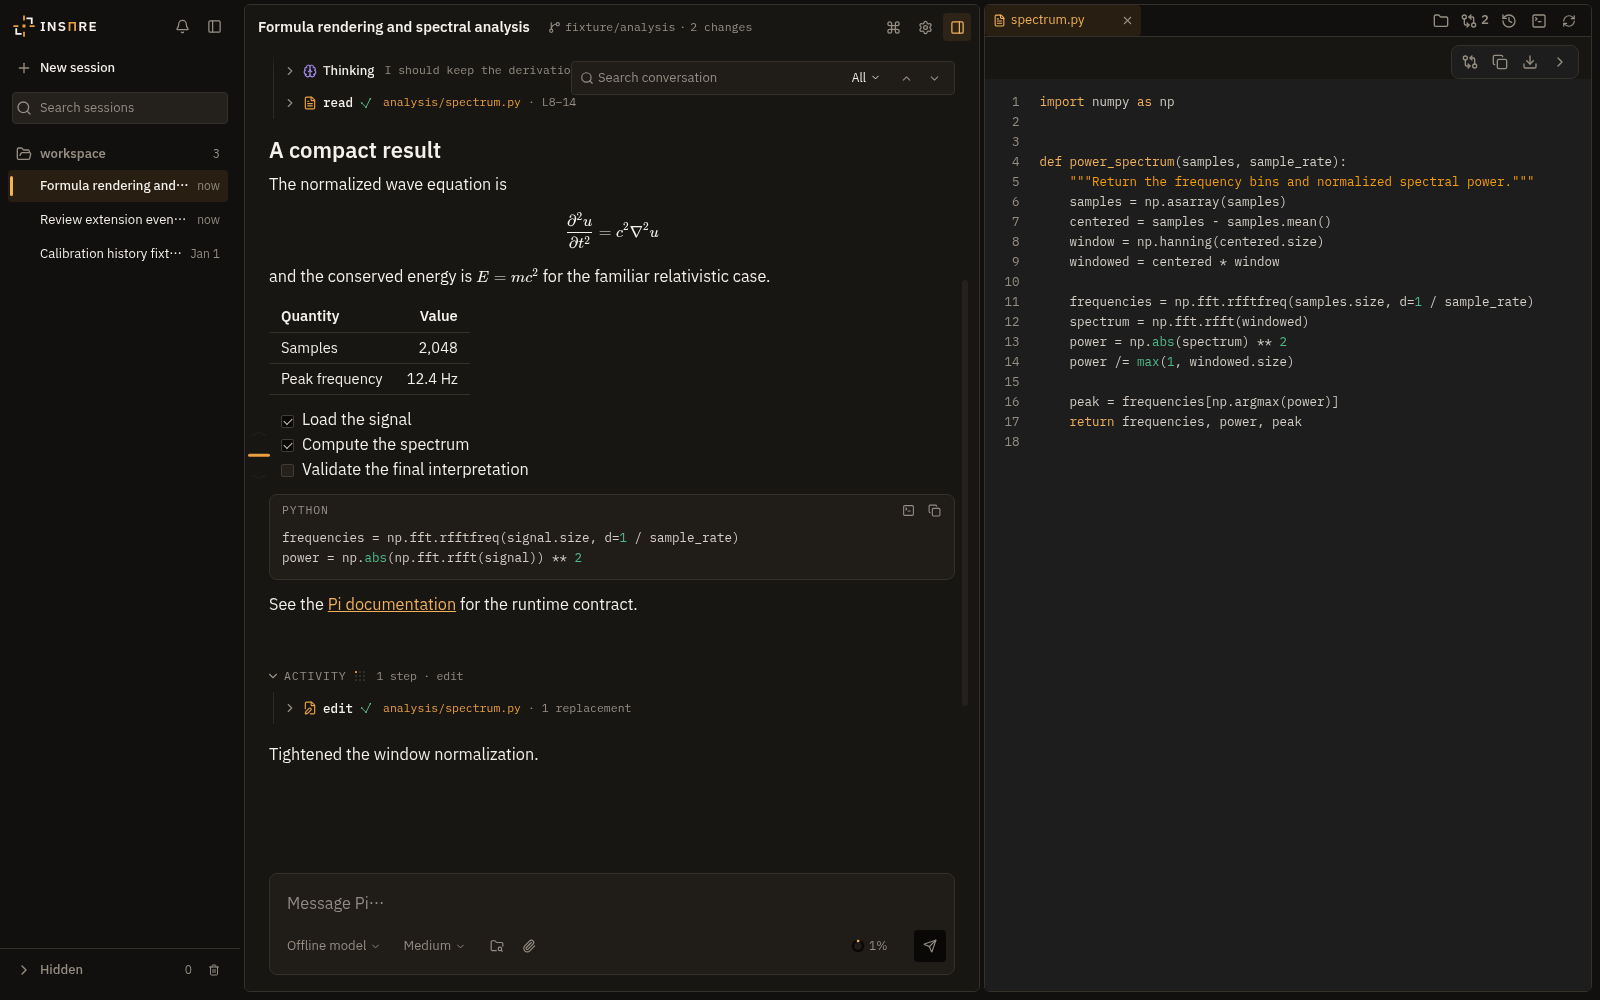 INSΠRE
New session
Search sessions
workspace 3
Formula rendering and··· now
Review extension even··· now
Calibration history fixt··· Jan 1
Hidden 0
Formula rendering and spectral analysis fixture/analysis · 2 changes
Thinking I should keep the derivatio
Search conversation All
read ✓ analysis/spectrum.py · L8–14
A compact result
The normalized wave equation is
∂²u/∂t² = c²∇²u
and the conserved energy is E = mc² for the familiar relativistic case.
Quantity Value
Samples 2,048
Peak frequency 12.4 Hz
Load the signal
Compute the spectrum
Validate the final interpretation
PYTHON
frequencies = np.fft.rfftfreq(signal.size, d=1 / sample_rate)
power = np.abs(np.fft.rfft(signal)) ** 2
See the Pi documentation for the runtime contract.
ACTIVITY 1 step · edit
edit ✓ analysis/spectrum.py · 1 replacement
Tightened the window normalization.
Message Pi···
Offline model Medium 1%
spectrum.py 2
1 import numpy as np
2
3
4 def power_spectrum(samples, sample_rate):
5     """Return the frequency bins and normalized spectral power."""
6     samples = np.asarray(samples)
7     centered = samples - samples.mean()
8     window = np.hanning(centered.size)
9     windowed = centered * window
10
11     frequencies = np.fft.rfftfreq(samples.size, d=1 / sample_rate)
12     spectrum = np.fft.rfft(windowed)
13     power = np.abs(spectrum) ** 2
14     power /= max(1, windowed.size)
15
16     peak = frequencies[np.argmax(power)]
17     return frequencies, power, peak
18